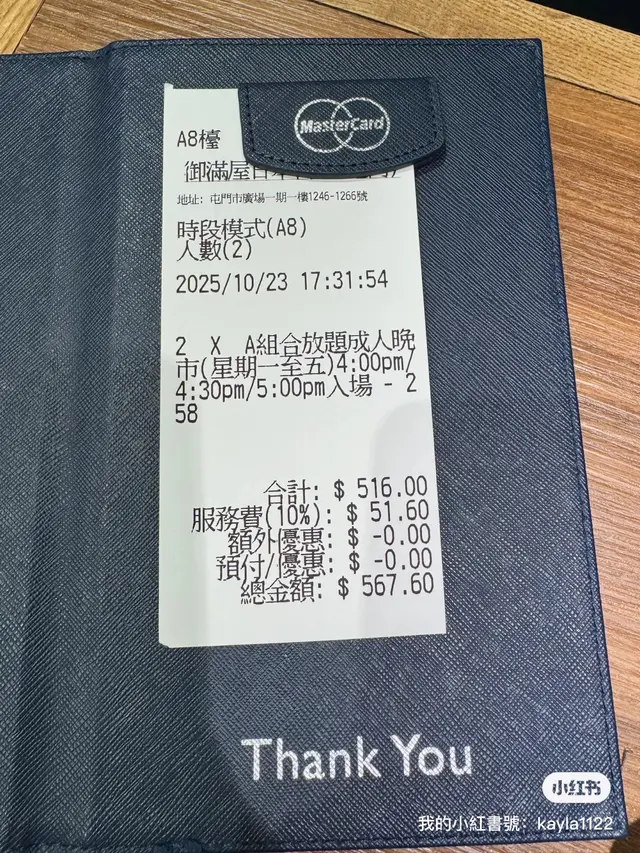 MasterCard
A8檯
御滿屋日本
地址: 屯門市廣場一期一樓1246-1266號
時段模式(A8)
人數(2)
2025/10/23 17:31:54
2 X A組合放題成人晚
市(星期一至五)4:00pm/
4:30pm/5:00pm入場 - 2
58
合計: $ 516.00
服務費(10%): $ 51.60
額外優惠: $ -0.00
預付/優惠: $ -0.00
總金額: $ 567.60
Thank You
小红书
我的小紅書號: kayla1122